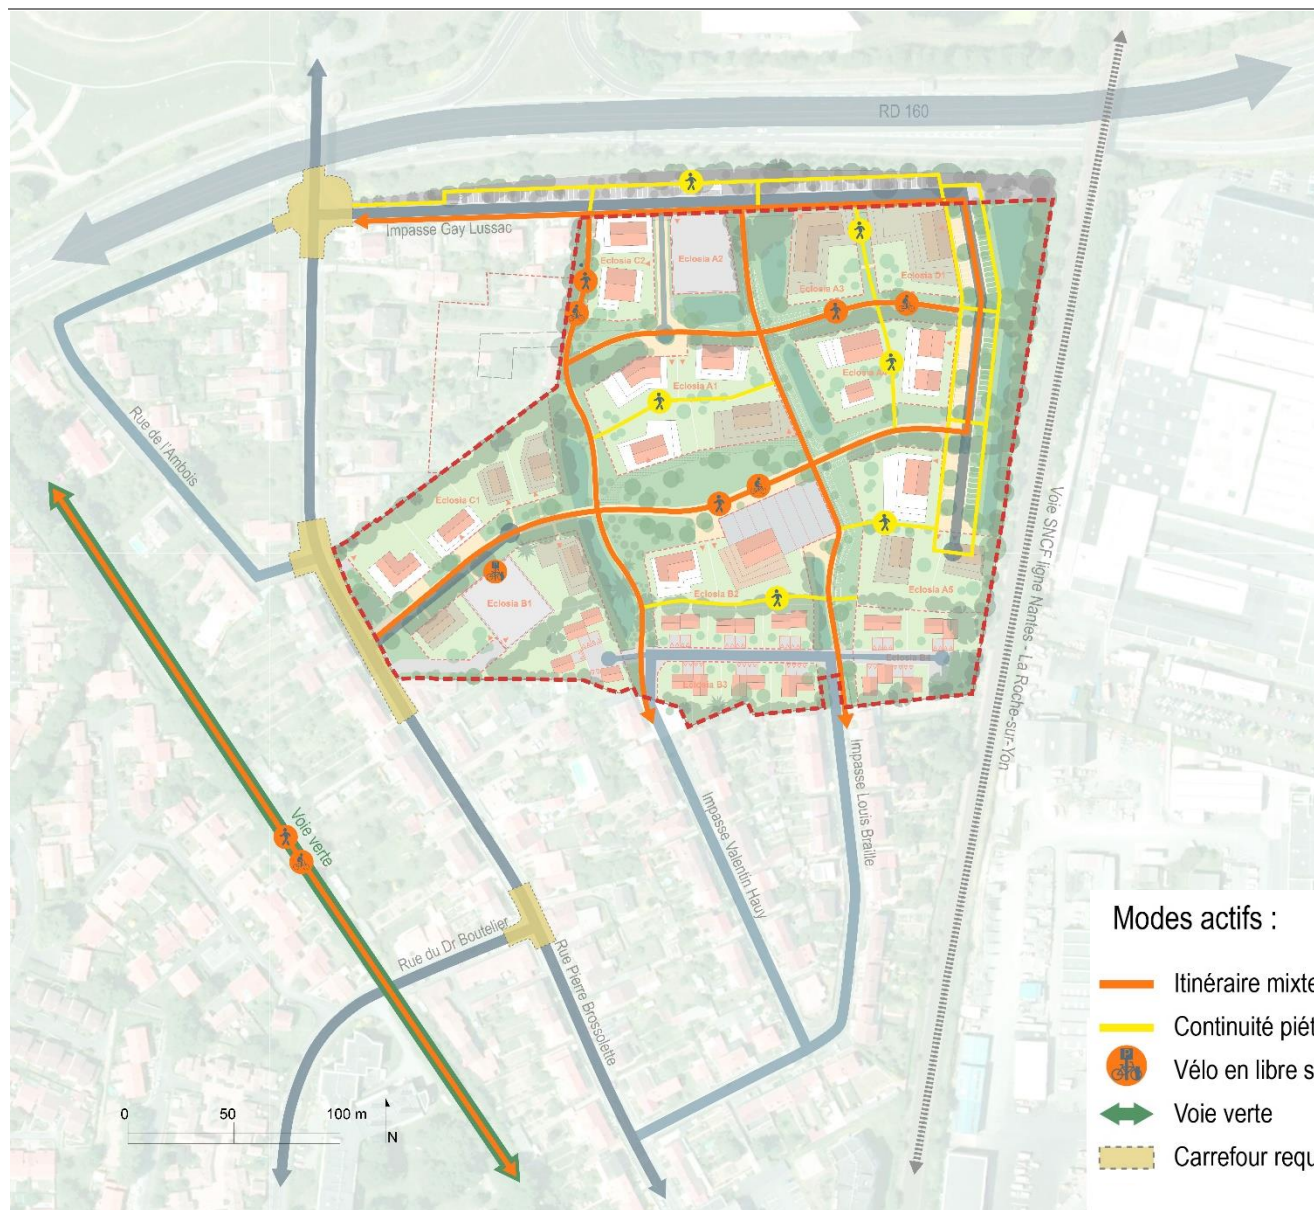 RD 160
Impasse Gay Lussac
Eclosia C2
Eclosia A2
Eclosia A3
Eclosia D1
Rue de l'Ambois
Eclosia A1
Eclosia C1
Eclosia B1
Eclosia B2
Eclosia A5
Eclosia B3
Voie SNCF ligne Nantes - La Roche-sur-Yon
Voie verte
Impasse Valentin Hauy
Impasse Louis Braille
Rue du Dr Boutelier
Rue Pierre Brossolette
0 50 100 m
N
Modes actifs :
Itinéraire mixte
Continuité piét
P
Vélo en libre s
Voie verte
Carrefour requ